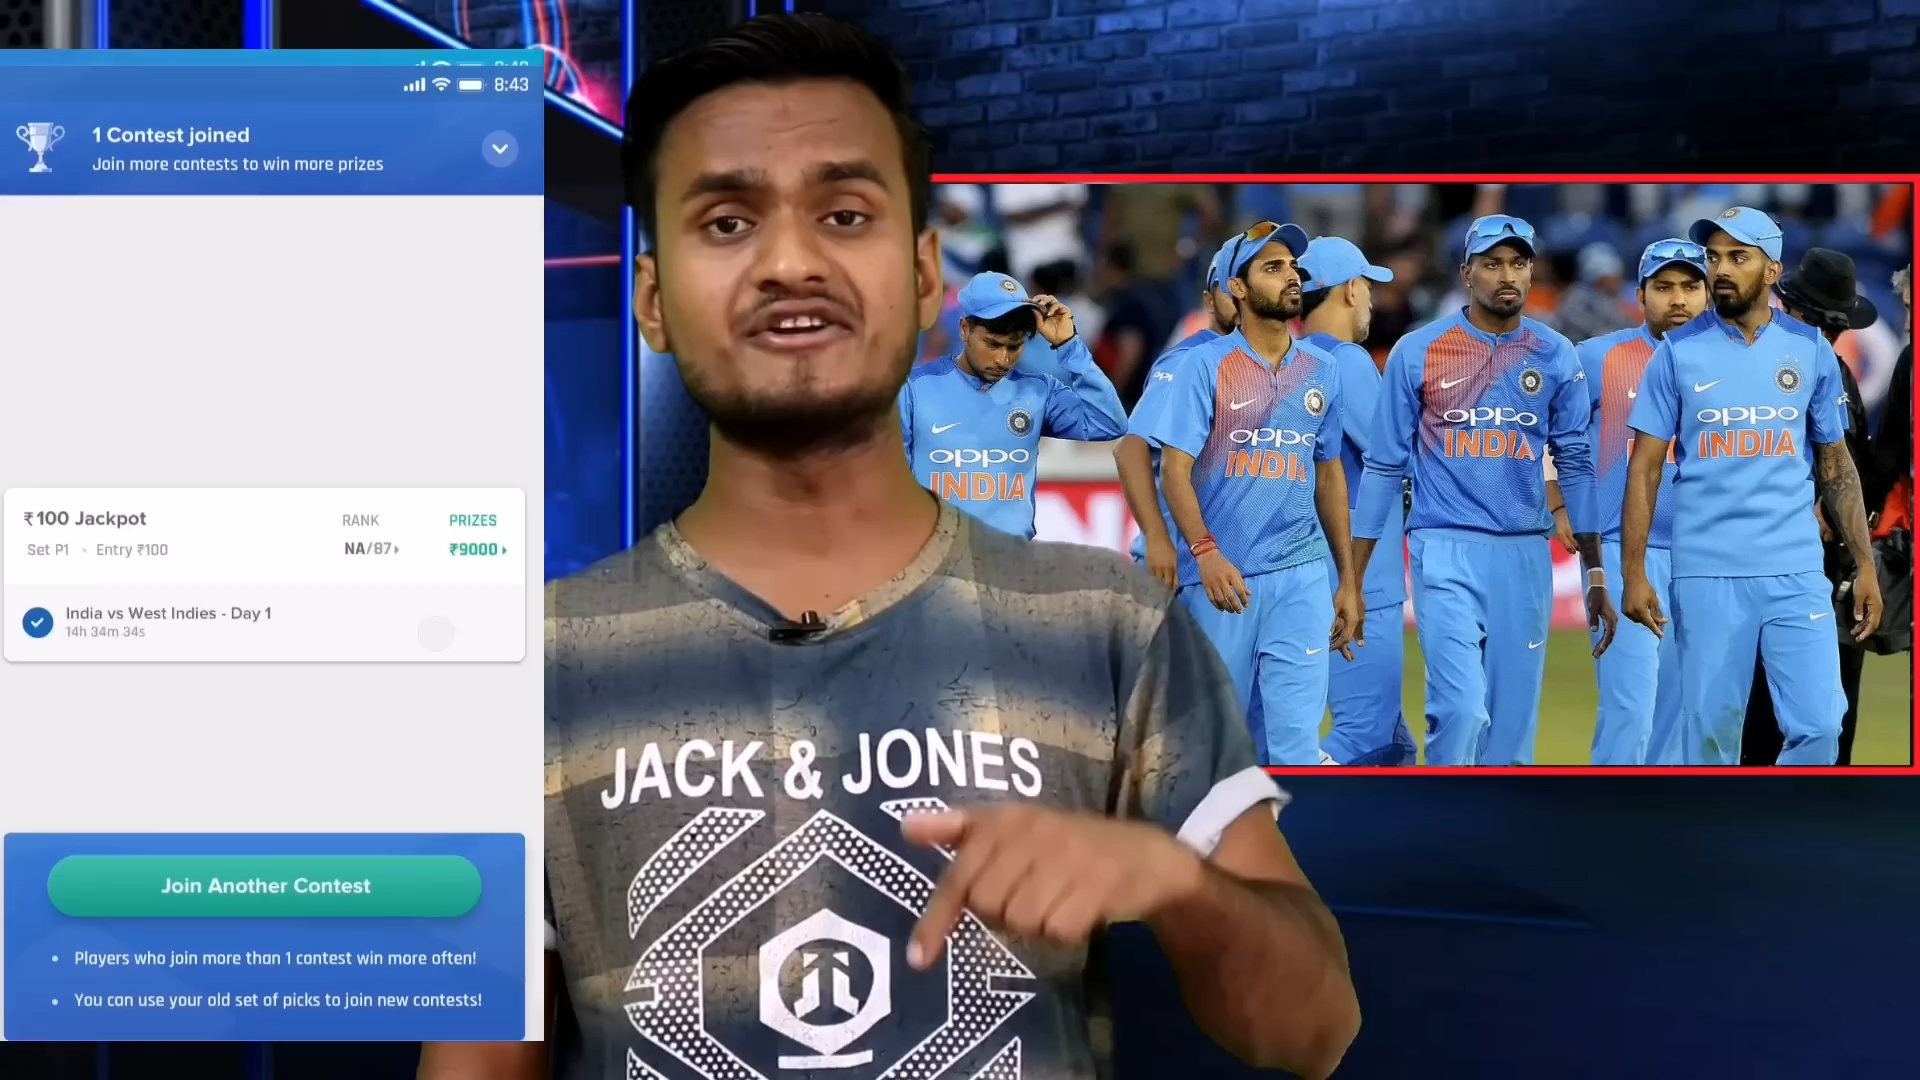 8:43
1 Contest joined
Join more contests to win more prizes
₹100 Jackpot
RANK
PRIZES
Set P1 • Entry ₹100
NA/87
₹9000
India vs West Indies - Day 1
14h 34m 34s
Join Another Contest
• Players who join more than 1 contest win more often!
• You can use your old set of picks to join new contests!
JACK & JONES
oppo
INDIA
oppo
INDIA
oppo
INDIA
oppo
INDIA